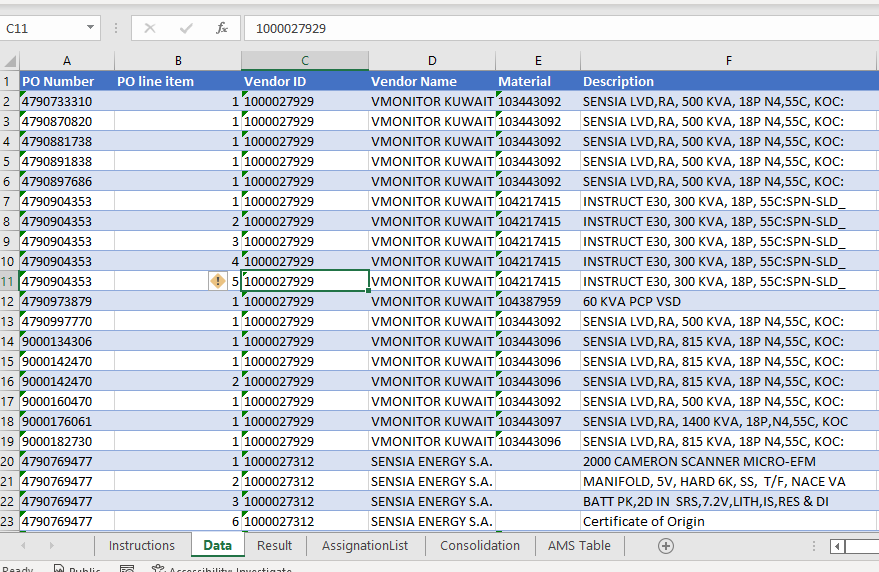 C11 fx 1000027929
A B C D E F
1 PO Number PO line item Vendor ID Vendor Name Material Description
2 4790733310 1 1000027929 VMONITOR KUWAIT 103443092 SENSIA LVD,RA, 500 KVA, 18P N4,55C, KOC:
3 4790870820 1 1000027929 VMONITOR KUWAIT 103443092 SENSIA LVD,RA, 500 KVA, 18P N4,55C, KOC:
4 4790881738 1 1000027929 VMONITOR KUWAIT 103443092 SENSIA LVD,RA, 500 KVA, 18P N4,55C, KOC:
5 4790891838 1 1000027929 VMONITOR KUWAIT 103443092 SENSIA LVD,RA, 500 KVA, 18P N4,55C, KOC:
6 4790897686 1 1000027929 VMONITOR KUWAIT 103443092 SENSIA LVD,RA, 500 KVA, 18P N4,55C, KOC:
7 4790904353 1 1000027929 VMONITOR KUWAIT 104217415 INSTRUCT E30, 300 KVA, 18P, 55C:SPN-SLD_
8 4790904353 2 1000027929 VMONITOR KUWAIT 104217415 INSTRUCT E30, 300 KVA, 18P, 55C:SPN-SLD_
9 4790904353 3 1000027929 VMONITOR KUWAIT 104217415 INSTRUCT E30, 300 KVA, 18P, 55C:SPN-SLD_
10 4790904353 4 1000027929 VMONITOR KUWAIT 104217415 INSTRUCT E30, 300 KVA, 18P, 55C:SPN-SLD_
11 4790904353 5 1000027929 VMONITOR KUWAIT 104217415 INSTRUCT E30, 300 KVA, 18P, 55C:SPN-SLD_
12 4790973879 1 1000027929 VMONITOR KUWAIT 104387959 60 KVA PCP VSD
13 4790997770 1 1000027929 VMONITOR KUWAIT 103443092 SENSIA LVD,RA, 500 KVA, 18P N4,55C, KOC:
14 9000134306 1 1000027929 VMONITOR KUWAIT 103443096 SENSIA LVD,RA, 815 KVA, 18P N4,55C, KOC:
15 9000142470 1 1000027929 VMONITOR KUWAIT 103443096 SENSIA LVD,RA, 815 KVA, 18P N4,55C, KOC:
16 9000142470 2 1000027929 VMONITOR KUWAIT 103443096 SENSIA LVD,RA, 815 KVA, 18P N4,55C, KOC:
17 9000160470 1 1000027929 VMONITOR KUWAIT 103443092 SENSIA LVD,RA, 500 KVA, 18P N4,55C, KOC:
18 9000176061 1 1000027929 VMONITOR KUWAIT 103443097 SENSIA LVD,RA, 1400 KVA, 18P,N4,55C, KOC
19 9000182730 1 1000027929 VMONITOR KUWAIT 103443096 SENSIA LVD,RA, 815 KVA, 18P N4,55C, KOC:
20 4790769477 1 1000027312 SENSIA ENERGY S.A. 2000 CAMERON SCANNER MICRO-EFM
21 4790769477 2 1000027312 SENSIA ENERGY S.A. MANIFOLD, 5V, HARD 6K, SS, T/F, NACE VA
22 4790769477 3 1000027312 SENSIA ENERGY S.A. BATT PK,2D IN SRS,7.2V,LITH,IS,RES & DI
23 4790769477 6 1000027312 SENSIA ENERGY S.A. Certificate of Origin
Instructions Data Result AssignationList Consolidation AMS Table
Ready Public Accessibility: Investigate